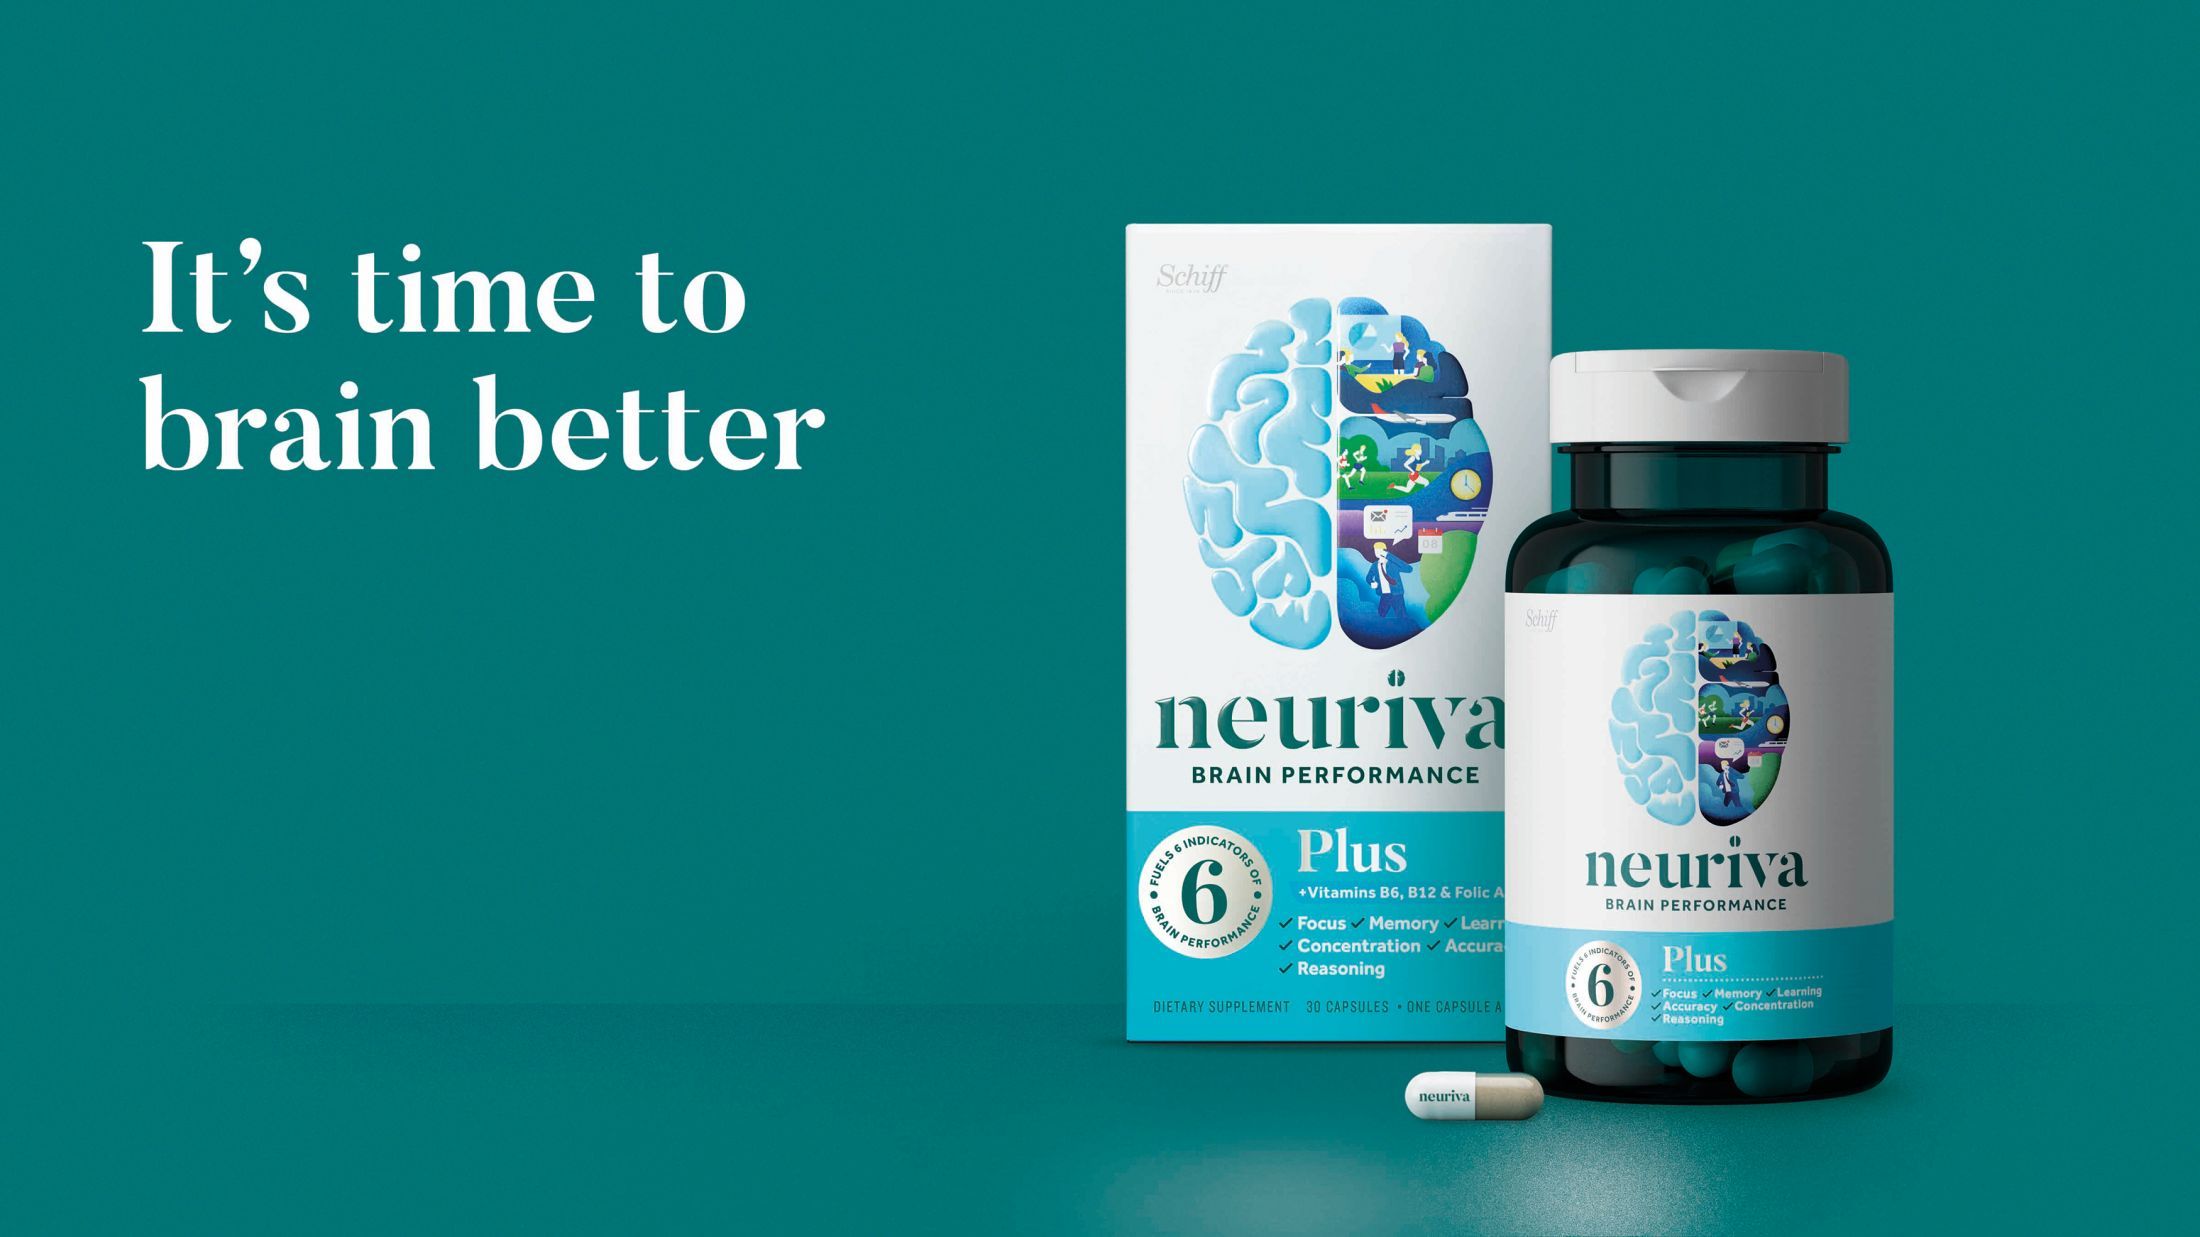 It's time to
brain better
Schiff
neuriva
BRAIN PERFORMANCE
FUELS 6 INDICATORS OF
BRAIN PERFORMANCE
6
Plus
+Vitamins B6, B12 & Folic A
✓ Focus ✓ Memory ✓ Lear
✓ Concentration ✓ Accura
✓ Reasoning
DIETARY SUPPLEMENT 30 CAPSULES • ONE CAPSULE A
08
Schiff
neuriva
BRAIN PERFORMANCE
FUELS 6 INDICATORS OF
BRAIN PERFORMANCE
6
Plus
✓ Focus ✓ Memory ✓ Learning
✓ Accuracy ✓ Concentration
✓ Reasoning
neuriva